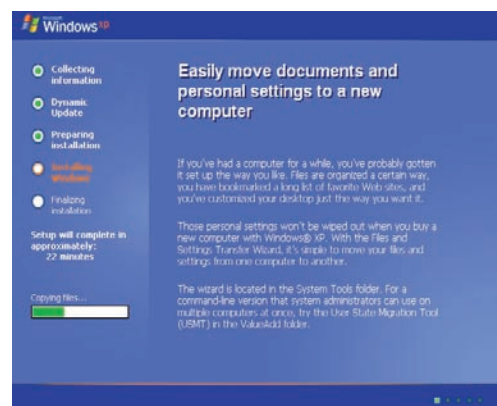 Microsoft
Windows xp
Collecting
information
Dynamic
Update
Preparing
installation
Installing
Windows
Finalizing
installation
Setup will complete in
approximately:
22 minutes
Copying files...
Easily move documents and
personal settings to a new
computer
If you've had a computer for a while, you've probably gotten
it set up the way you like. Files are organized a certain way,
you have bookmarked a long list of favorite Web sites, and
you've customized your desktop just the way you want it.
Those personal settings won't be wiped out when you buy a
new computer with Windows® XP. With the Files and
Settings Transfer Wizard, it's simple to move your files and
settings from one computer to another.
The wizard is located in the System Tools folder. For a
command-line version that system administrators can use on
multiple computers at once, try the User State Migration Tool
(USMT) in the ValueAdd folder.